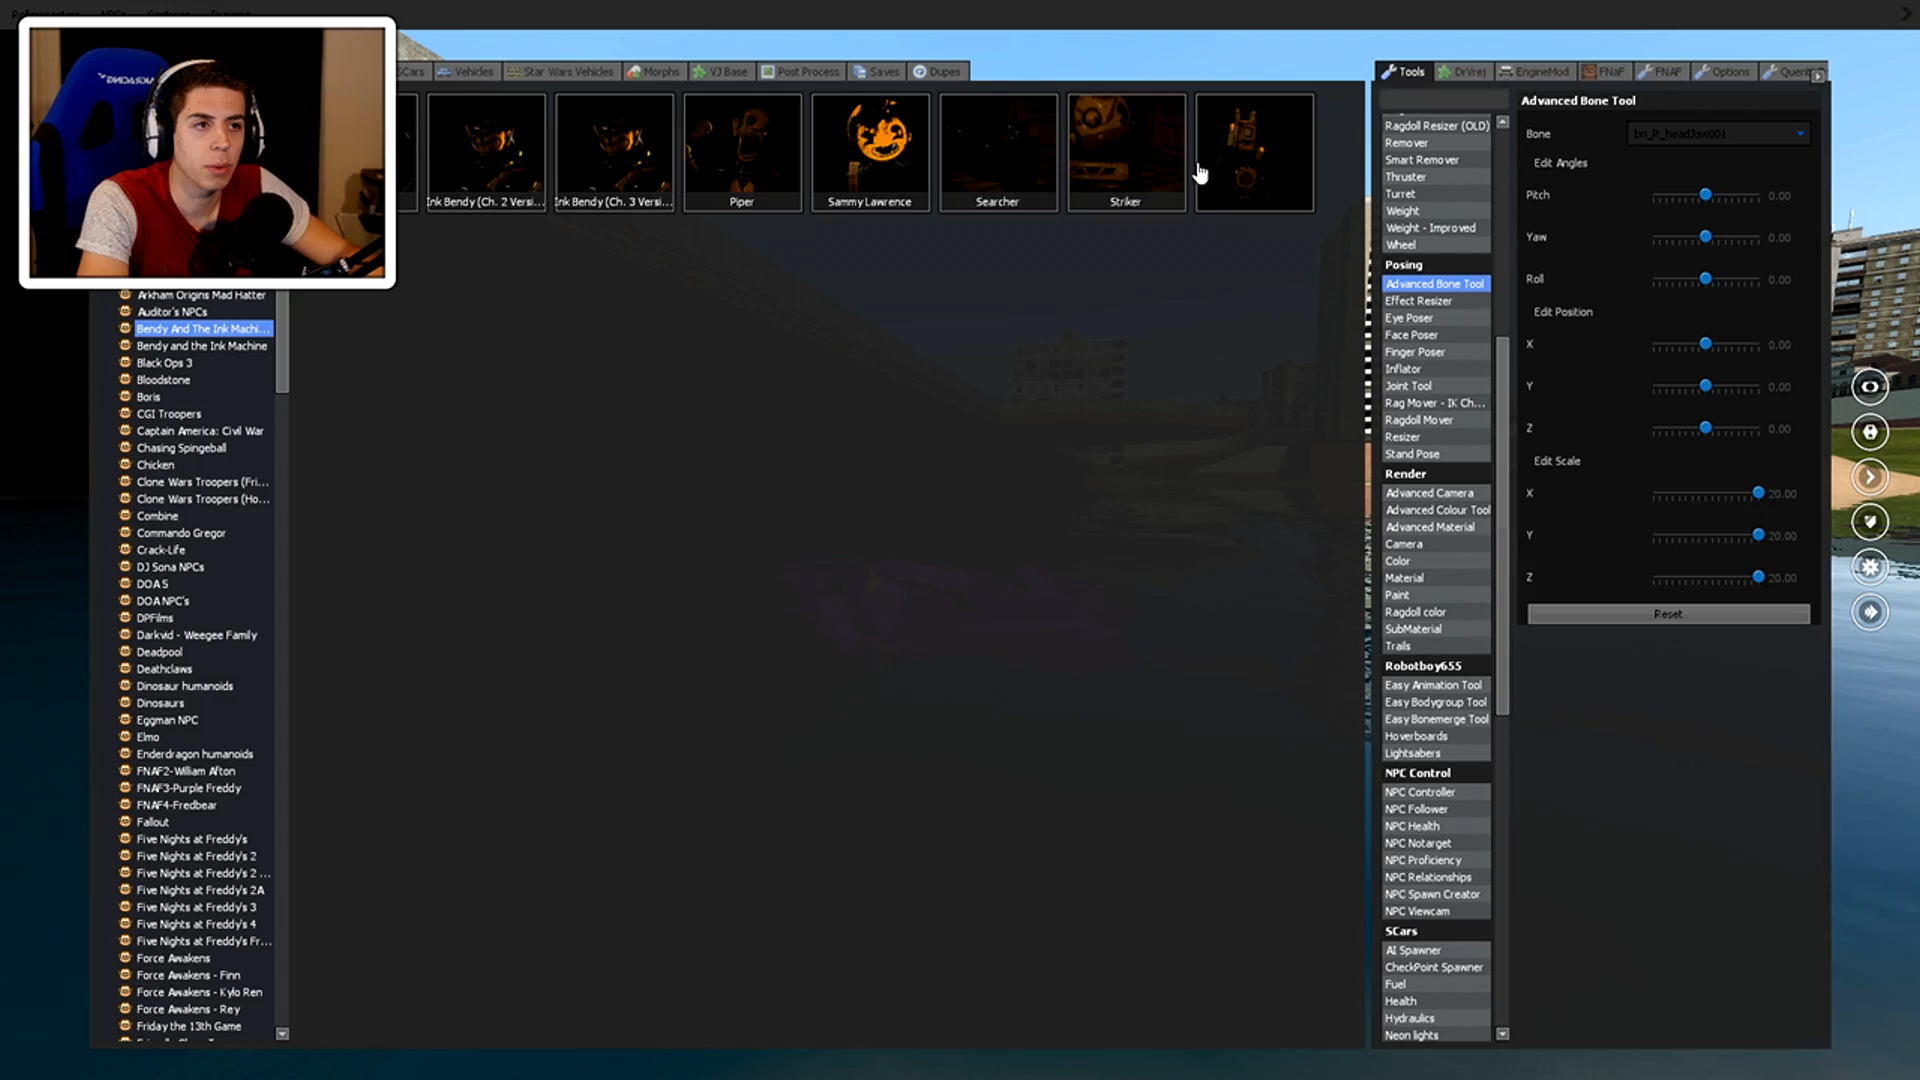 DXRACING
SCars
Vehicles
Star Wars Vehicles
Morphs
VJ Base
Post Process
Saves
Dupes
Ink Bendy (Ch. 2 Versi...
Ink Bendy (Ch. 3 Versi...
Piper
Sammy Lawrence
Searcher
Striker
Arkham Origins Mad Hatter
Auditor's NPCs
Bendy And The Ink Machi...
Bendy and the Ink Machine
Black Ops 3
Bloodstone
Boris
CGI Troopers
Captain America: Civil War
Chasing Spingeball
Chicken
Clone Wars Troopers (Fri...
Clone Wars Troopers (Ho...
Combine
Commando Gregor
Crack-Life
DJ Sona NPCs
DOA 5
DOA NPC's
DPFilms
Darkvid - Weegee Family
Deadpool
Deathclaws
Dinosaur humanoids
Dinosaurs
Eggman NPC
Elmo
Enderdragon humanoids
FNAF2-William Afton
FNAF3-Purple Freddy
FNAF4-Fredbear
Fallout
Five Nights at Freddy's
Five Nights at Freddy's 2
Five Nights at Freddy's 2 ...
Five Nights at Freddy's 2A
Five Nights at Freddy's 3
Five Nights at Freddy's 4
Five Nights at Freddy's Fr...
Force Awakens
Force Awakens - Finn
Force Awakens - Kylo Ren
Force Awakens - Rey
Friday the 13th Game
Tools
DrVrej
EngineMod
FNaF
FNAF
Options
Ragdoll Resizer (OLD)
Remover
Smart Remover
Thruster
Turret
Weight
Weight - Improved
Wheel
Posing
Advanced Bone Tool
Effect Resizer
Eye Poser
Face Poser
Finger Poser
Inflator
Joint Tool
Rag Mover - IK Ch...
Ragdoll Mover
Resizer
Stand Pose
Render
Advanced Camera
Advanced Colour Tool
Advanced Material
Camera
Color
Material
Paint
Ragdoll color
SubMaterial
Trails
Robotboy655
Easy Animation Tool
Easy Bodygroup Tool
Easy Bonemerge Tool
Hoverboards
Lightsabers
NPC Control
NPC Controller
NPC Follower
NPC Health
NPC Notarget
NPC Proficiency
NPC Relationships
NPC Spawn Creator
NPC Viewcam
SCars
AI Spawner
CheckPoint Spawner
Fuel
Health
Hydraulics
Neon lights
Advanced Bone Tool
Bone bn_R_headJaw001
Edit Angles
Pitch 0.00
Yaw 0.00
Roll 0.00
Edit Position
X 0.00
Y 0.00
Z 0.00
Edit Scale
X 20.00
Y 20.00
Z 20.00
Reset